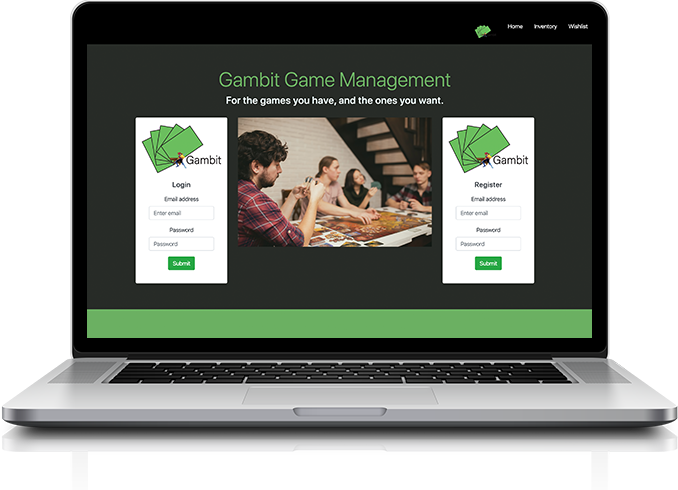 Home Inventory Wishlist
Gambit Game Management
For the games you have, and the ones you want.
Gambit
Login
Email address
Enter email
Password
Password
Submit
Gambit
Register
Email address
Enter email
Password
Password
Submit